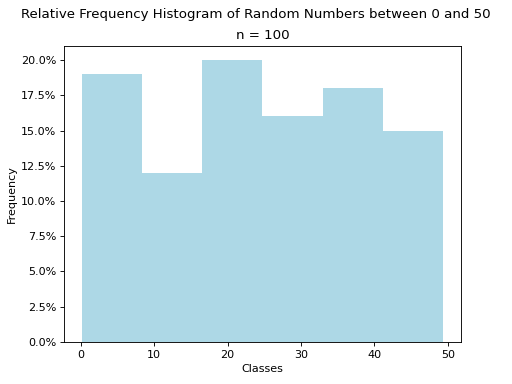 Relative Frequency Histogram of Random Numbers between 0 and 50
n = 100
20.0%
17.5%
15.0%
12.5%
10.0%
7.5%
5.0%
2.5%
0.0%
Frequency
0 10 20 30 40 50
Classes